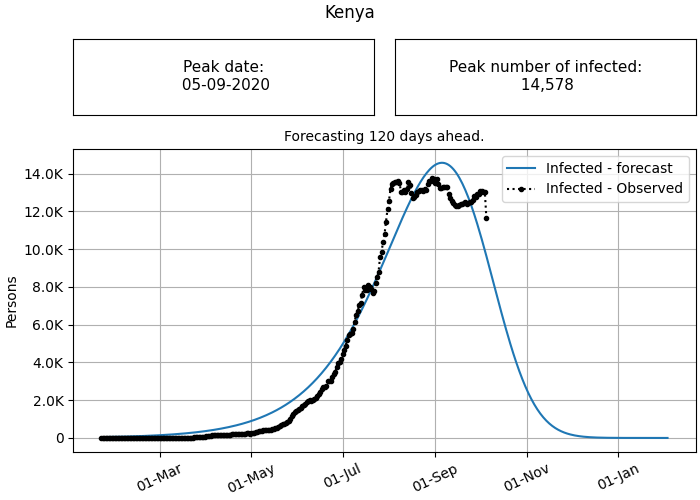 Kenya
Peak date:
05-09-2020
Peak number of infected:
14,578
Forecasting 120 days ahead.
Infected - forecast
Infected - Observed
Persons
14.0K
12.0K
10.0K
8.0K
6.0K
4.0K
2.0K
0
01-Mar
01-May
01-Jul
01-Sep
01-Nov
01-Jan